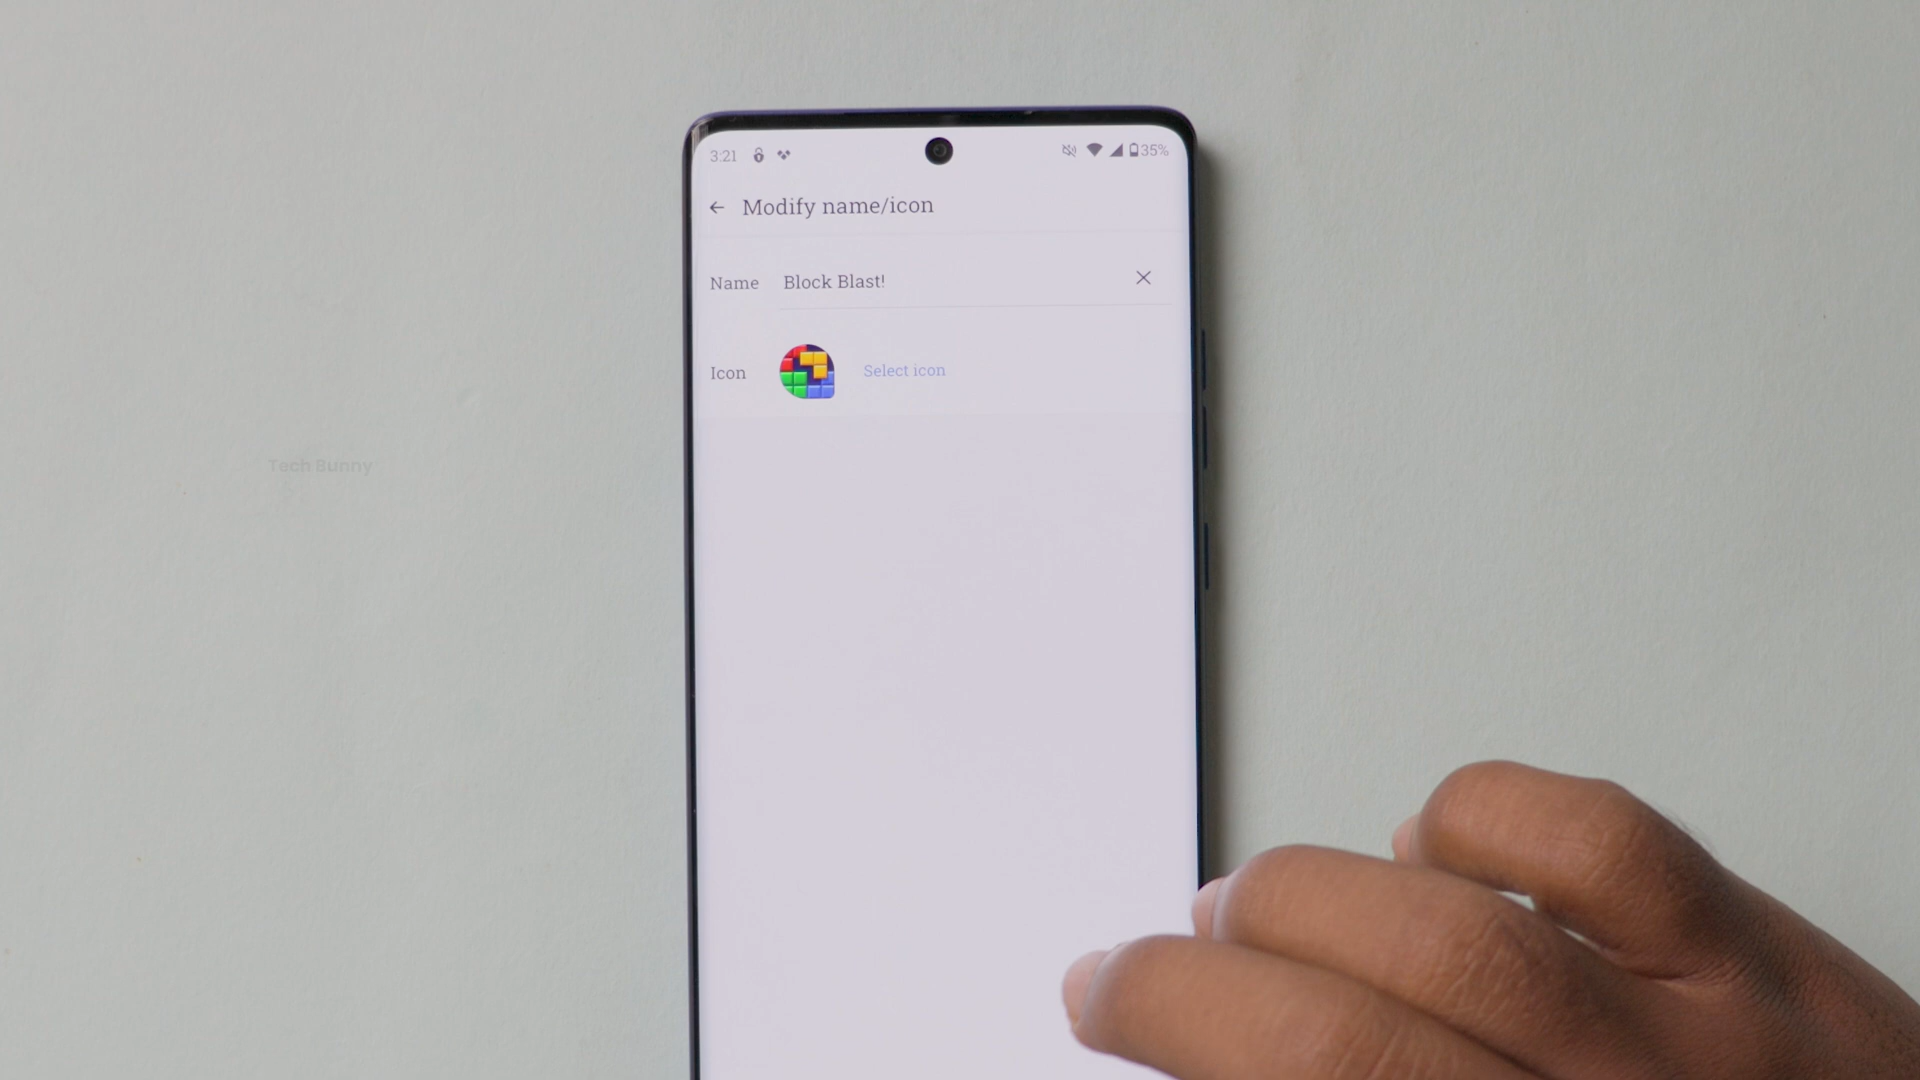 3:21
35%
Modify name/icon
Name Block Blast!
Icon Select icon
Tech Bunny